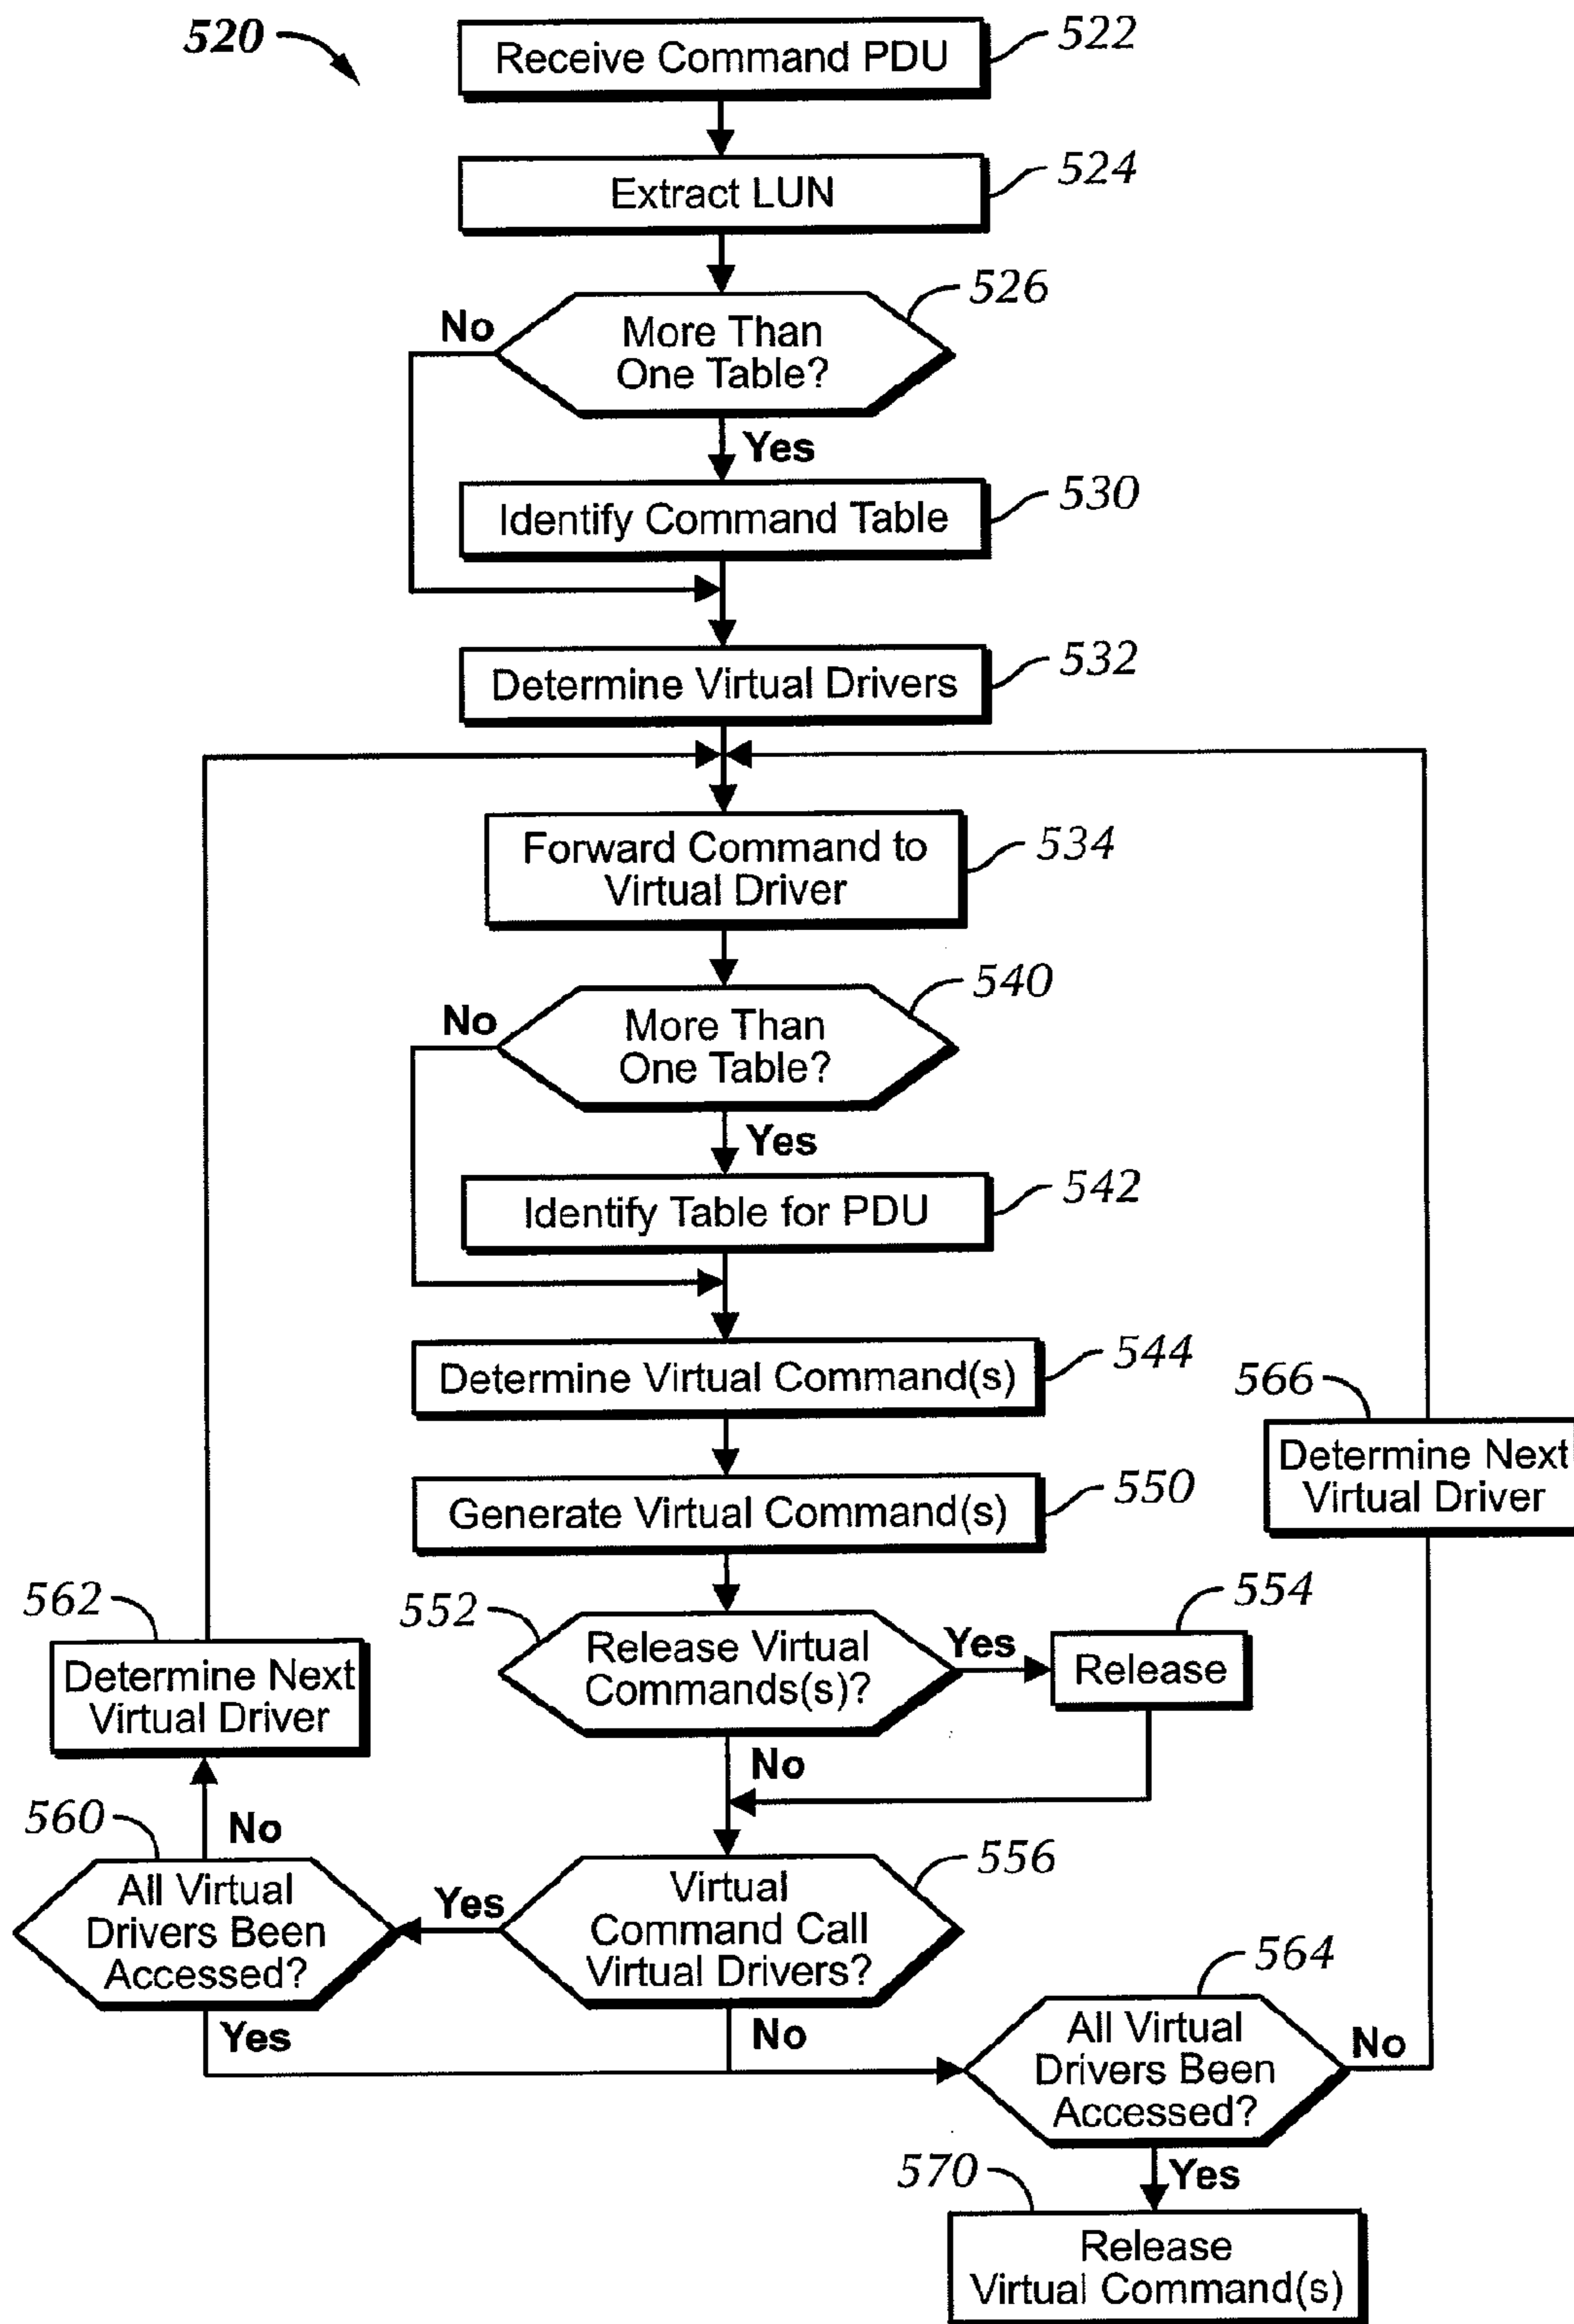 520
Receive Command PDU
522
Extract LUN
524
526
More Than
One Table?
No
Yes
Identify Command Table
530
Determine Virtual Drivers
532
Forward Command to
Virtual Driver
534
540
More Than
One Table?
No
Yes
Identify Table for PDU
542
Determine Virtual Command(s)
544
566
Determine Next
Virtual Driver
Generate Virtual Command(s)
550
562
Determine Next
Virtual Driver
552
Release Virtual
Commands(s)?
Yes
554
Release
No
560
No
All Virtual
Drivers Been
Accessed?
Yes
Yes
556
Virtual
Command Call
Virtual Drivers?
No
564
All Virtual
Drivers Been
Accessed?
No
Yes
570
Release
Virtual Command(s)